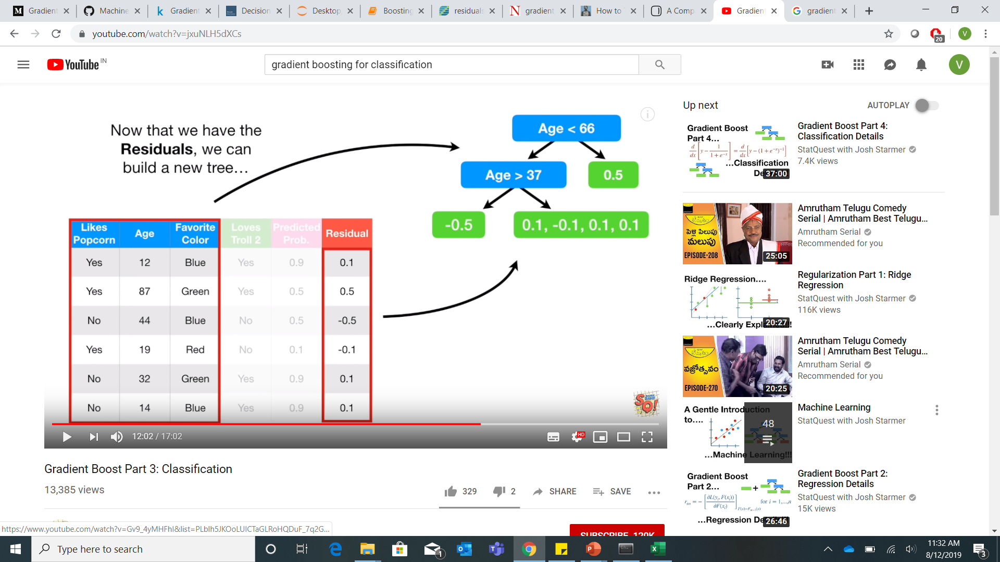 Gradient
Machine
Gradient
Decision
Desktop
Boosting
residuals
gradient
How to
A Comp
Gradien
gradient
youtube.com/watch?v=jxuNLH5dXCs
20
V
YouTube IN
gradient boosting for classification
V
Now that we have the
Residuals, we can
build a new tree...
Age < 66
Age > 37
0.5
-0.5
0.1, -0.1, 0.1, 0.1
Likes Popcorn Age Favorite Color Loves Troll 2 Predicted Prob. Residual
Yes 12 Blue Yes 0.9 0.1
Yes 87 Green Yes 0.5 0.5
No 44 Blue No 0.5 -0.5
Yes 19 Red No 0.1 -0.1
No 32 Green Yes 0.9 0.1
No 14 Blue Yes 0.9 0.1
SQ!
12:02 / 17:02
HD
Gradient Boost Part 3: Classification
13,385 views
329
2
SHARE
SAVE
SUBSCRIBE 120K
https://www.youtube.com/watch?v=Gv9_4yMHFhI&list=PLblh5JKOoLUICTaGLRoHQDuF_7q2G...
Up next
AUTOPLAY
Gradient Boost
Part 4...
...Classification
37:00
Gradient Boost Part 4:
Classification Details
StatQuest with Josh Starmer
7.4K views
పెళ్లి పిలుపు
మలుపు
EPISODE-208
25:05
Amrutham Telugu Comedy
Serial | Amrutham Best Telugu...
Amrutham Serial
Recommended for you
Ridge Regression....
...Clearly
20:27
Regularization Part 1: Ridge
Regression
StatQuest with Josh Starmer
116K views
వజ్రోత్సవం
EPISODE-270
20:25
Amrutham Telugu Comedy
Serial | Amrutham Best Telugu...
Amrutham Serial
Recommended for you
A Gentle Introduction
to....
48
...Machine Learning!!!
Machine Learning
StatQuest with Josh Starmer
Gradient Boost
Part 2...
for i = 1,...,n
...Regression
26:46
Gradient Boost Part 2:
Regression Details
StatQuest with Josh Starmer
15K views
Type here to search
1
11:32 AM
8/12/2019
3